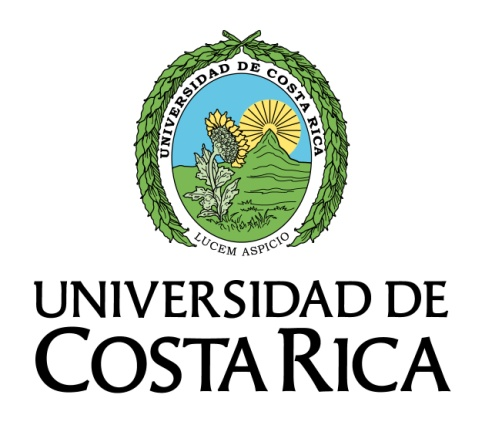 UNIVERSIDAD DE COSTA RICA
LUCEM ASPICIO
UNIVERSIDAD DE
COSTA RICA